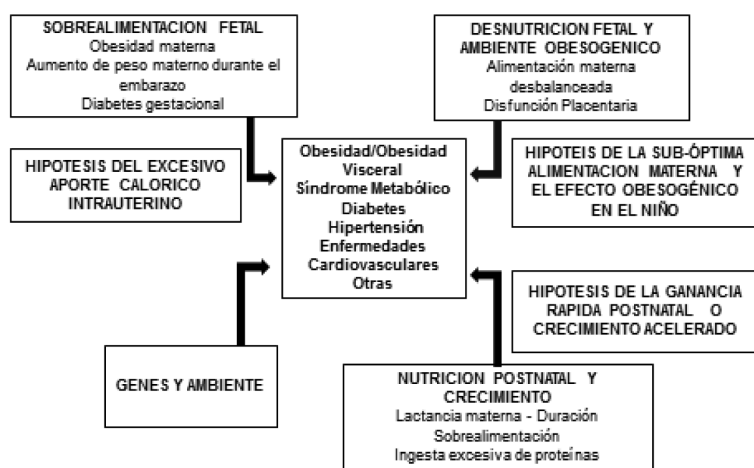 SOBREALIMENTACION FETAL
Obesidad materna
Aumento de peso materno durante el
embarazo
Diabetes gestacional
DESNUTRICION FETAL Y
AMBIENTE OBESOGENICO
Alimentación materna
desbalanceada
Disfunción Placentaria
HIPOTESIS DEL EXCESIVO
APORTE CALORICO
INTRAUTERINO
Obesidad/Obesidad
Visceral
Síndrome Metabólico
Diabetes
Hipertensión
Enfermedades
Cardiovasculares
Otras
HIPOTEIS DE LA SUB-ÓPTIMA
ALIMENTACION MATERNA Y
EL EFECTO OBESOGÉNICO
EN EL NIÑO
HIPOTESIS DE LA GANANCIA
RAPIDA POSTNATAL O
CRECIMIENTO ACELERADO
GENES Y AMBIENTE
NUTRICION POSTNATAL Y
CRECIMIENTO
Lactancia materna - Duración
Sobrealimentación
Ingesta excesiva de proteínas